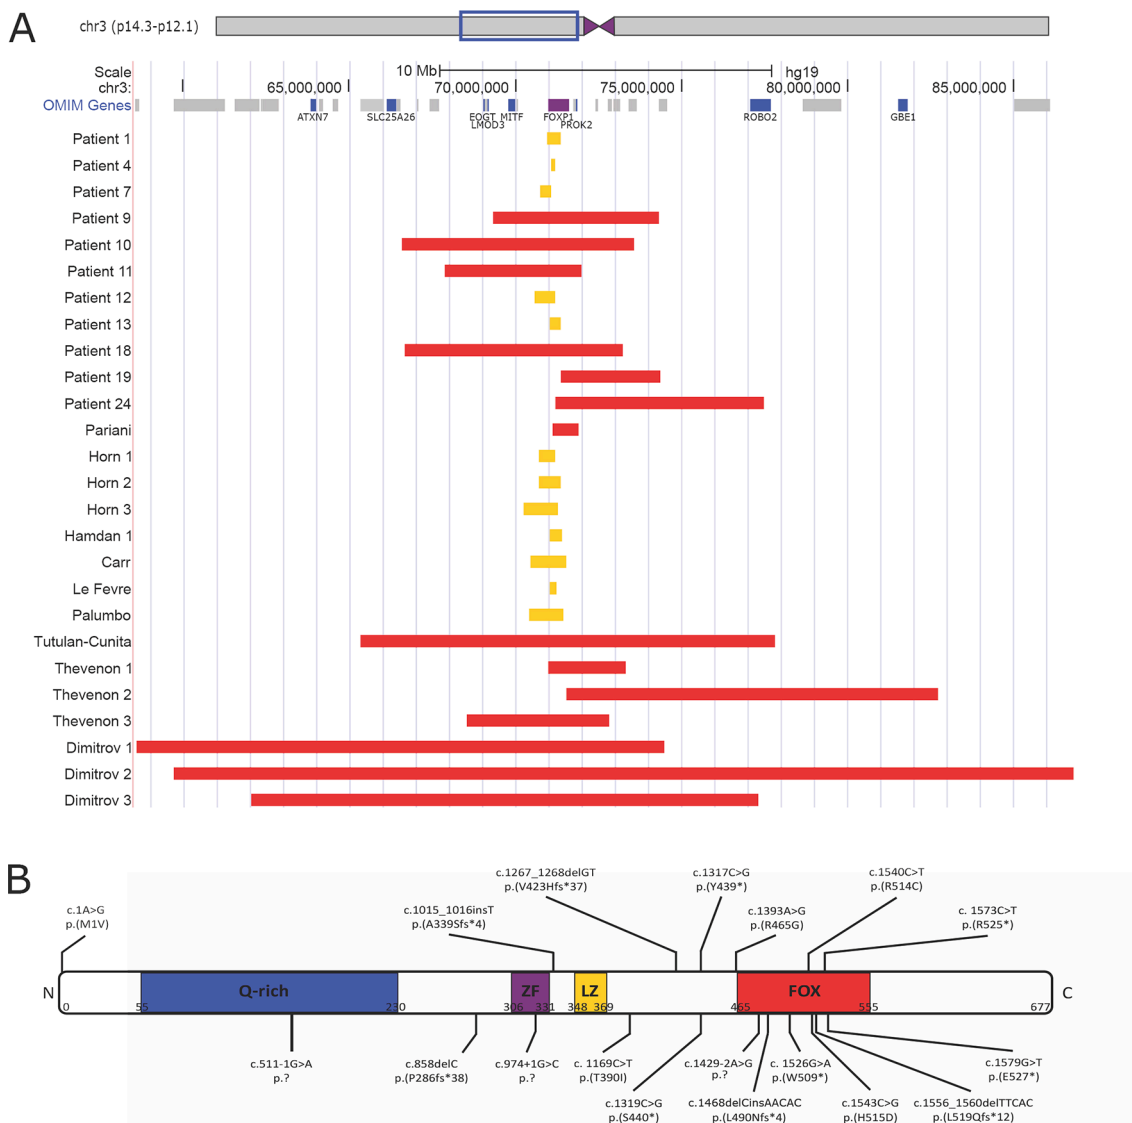 A
chr3 (p14.3-p12.1)
Scale
10 Mb
hg19
chr3:
65,000,000
70,000,000
75,000,000
80,000,000
85,000,000
OMIM Genes
ATXN7
SLC25A26
EOGT
MITF
FOXP1
ROBO2
GBE1
LMOD3
PROK2
Patient 1
Patient 4
Patient 7
Patient 9
Patient 10
Patient 11
Patient 12
Patient 13
Patient 18
Patient 19
Patient 24
Pariani
Horn 1
Horn 2
Horn 3
Hamdan 1
Carr
Le Fevre
Palumbo
Tutulan-Cunita
Thevenon 1
Thevenon 2
Thevenon 3
Dimitrov 1
Dimitrov 2
Dimitrov 3
B
c.1267_1268delGT
p.(V423Hfs*37)
c.1317C>G
p.(Y439*)
c.1540C>T
p.(R514C)
c.1A>G
p.(M1V)
c.1015_1016insT
p.(A339Sfs*4)
c.1393A>G
p.(R465G)
c. 1573C>T
p.(R525*)
N
Q-rich
ZF
LZ
FOX
C
0
55
230
306
331
348
369
465
555
677
c.511-1G>A
p.?
c.858delC
p.(P286fs*38)
c.974+1G>C
p.?
c. 1169C>T
p.(T390I)
c.1429-2A>G
p.?
c. 1526G>A
p.(W509*)
c.1579G>T
p.(E527*)
c.1319C>G
p.(S440*)
c.1468delCinsAACAC
p.(L490Nfs*4)
c.1543C>G
p.(H515D)
c.1556_1560delTTCAC
p.(L519Qfs*12)